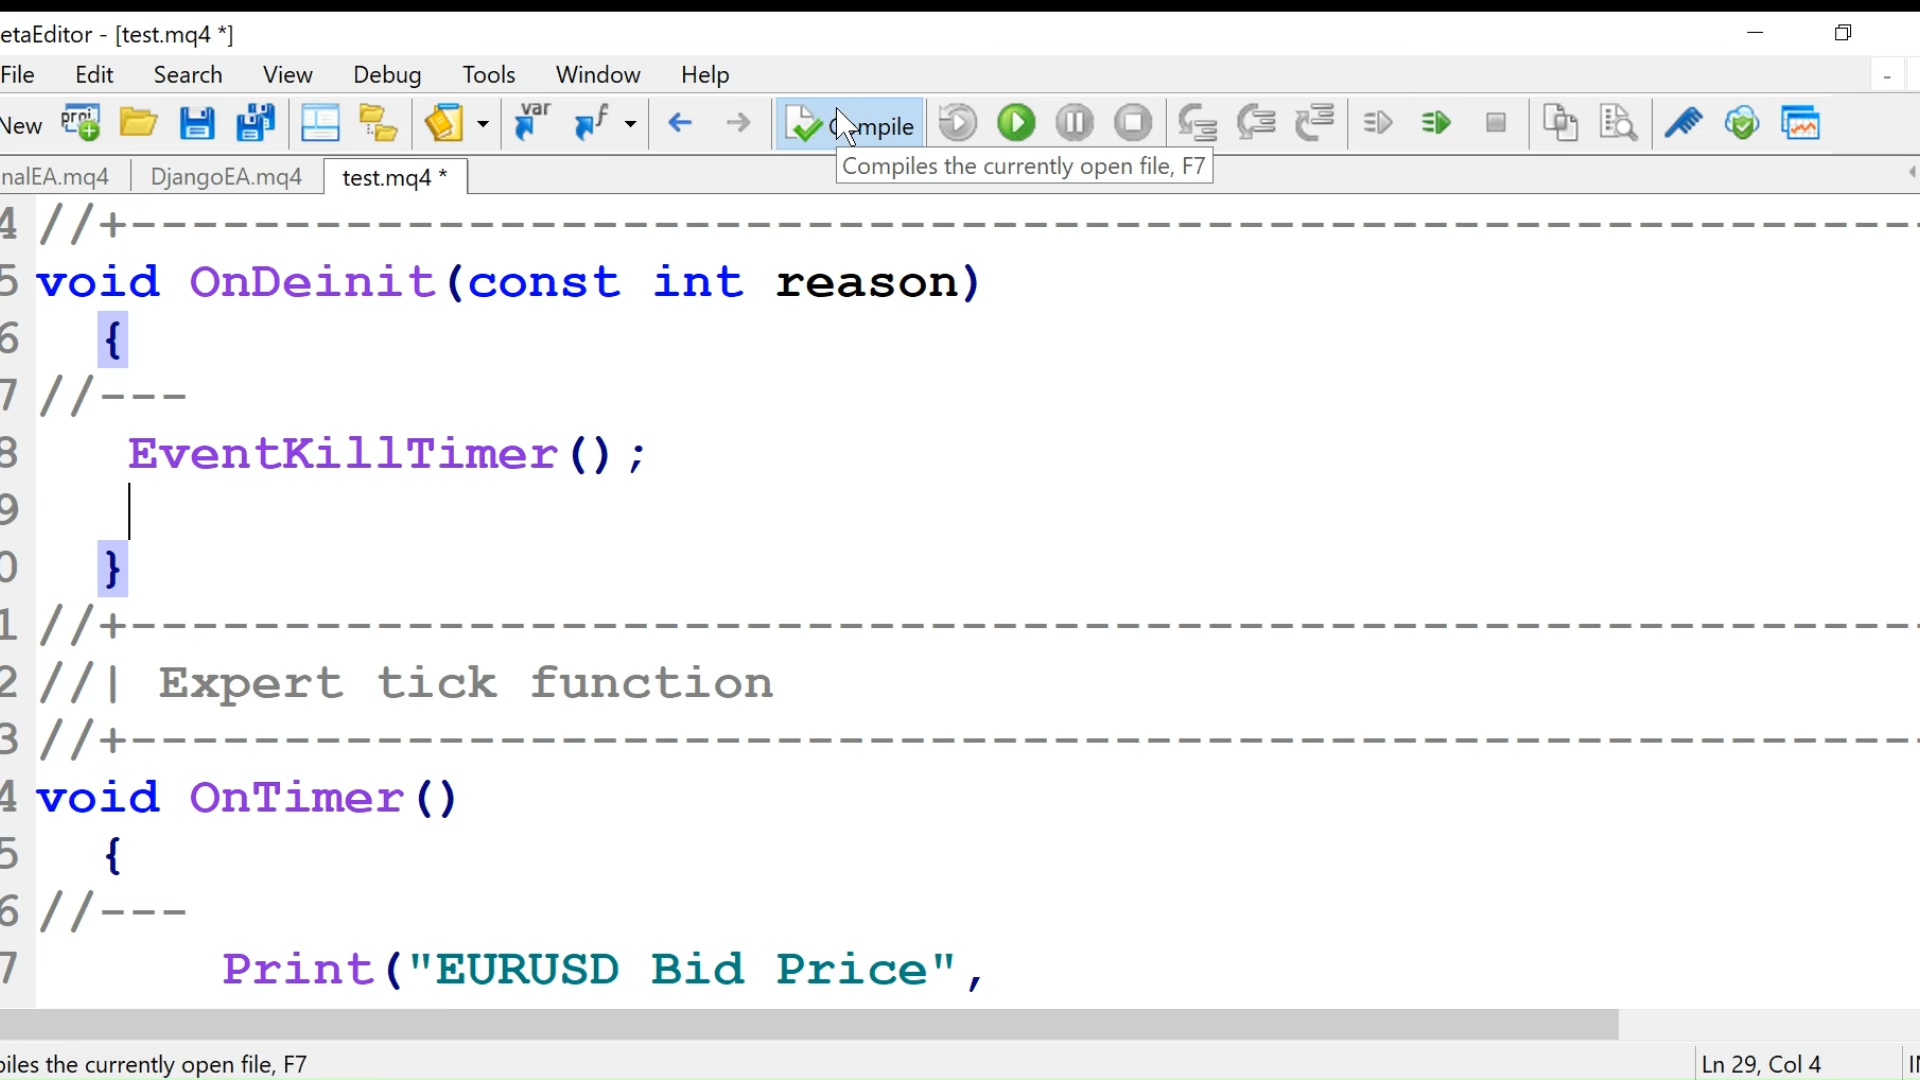 etaEditor - [test.mq4 *]
File Edit Search View Debug Tools Window Help
New var f Compile
Compiles the currently open file, F7
nalEA.mq4 DjangoEA.mq4 test.mq4 *
4 //+--------------------------------------------------------
5 void OnDeinit(const int reason)
6 {
7 //---
8 EventKillTimer();
9
0 }
1 //+--------------------------------------------------------
2 //| Expert tick function
3 //+--------------------------------------------------------
4 void OnTimer()
5 {
6 //---
7 Print("EURUSD Bid Price",
piles the currently open file, F7 Ln 29, Col 4